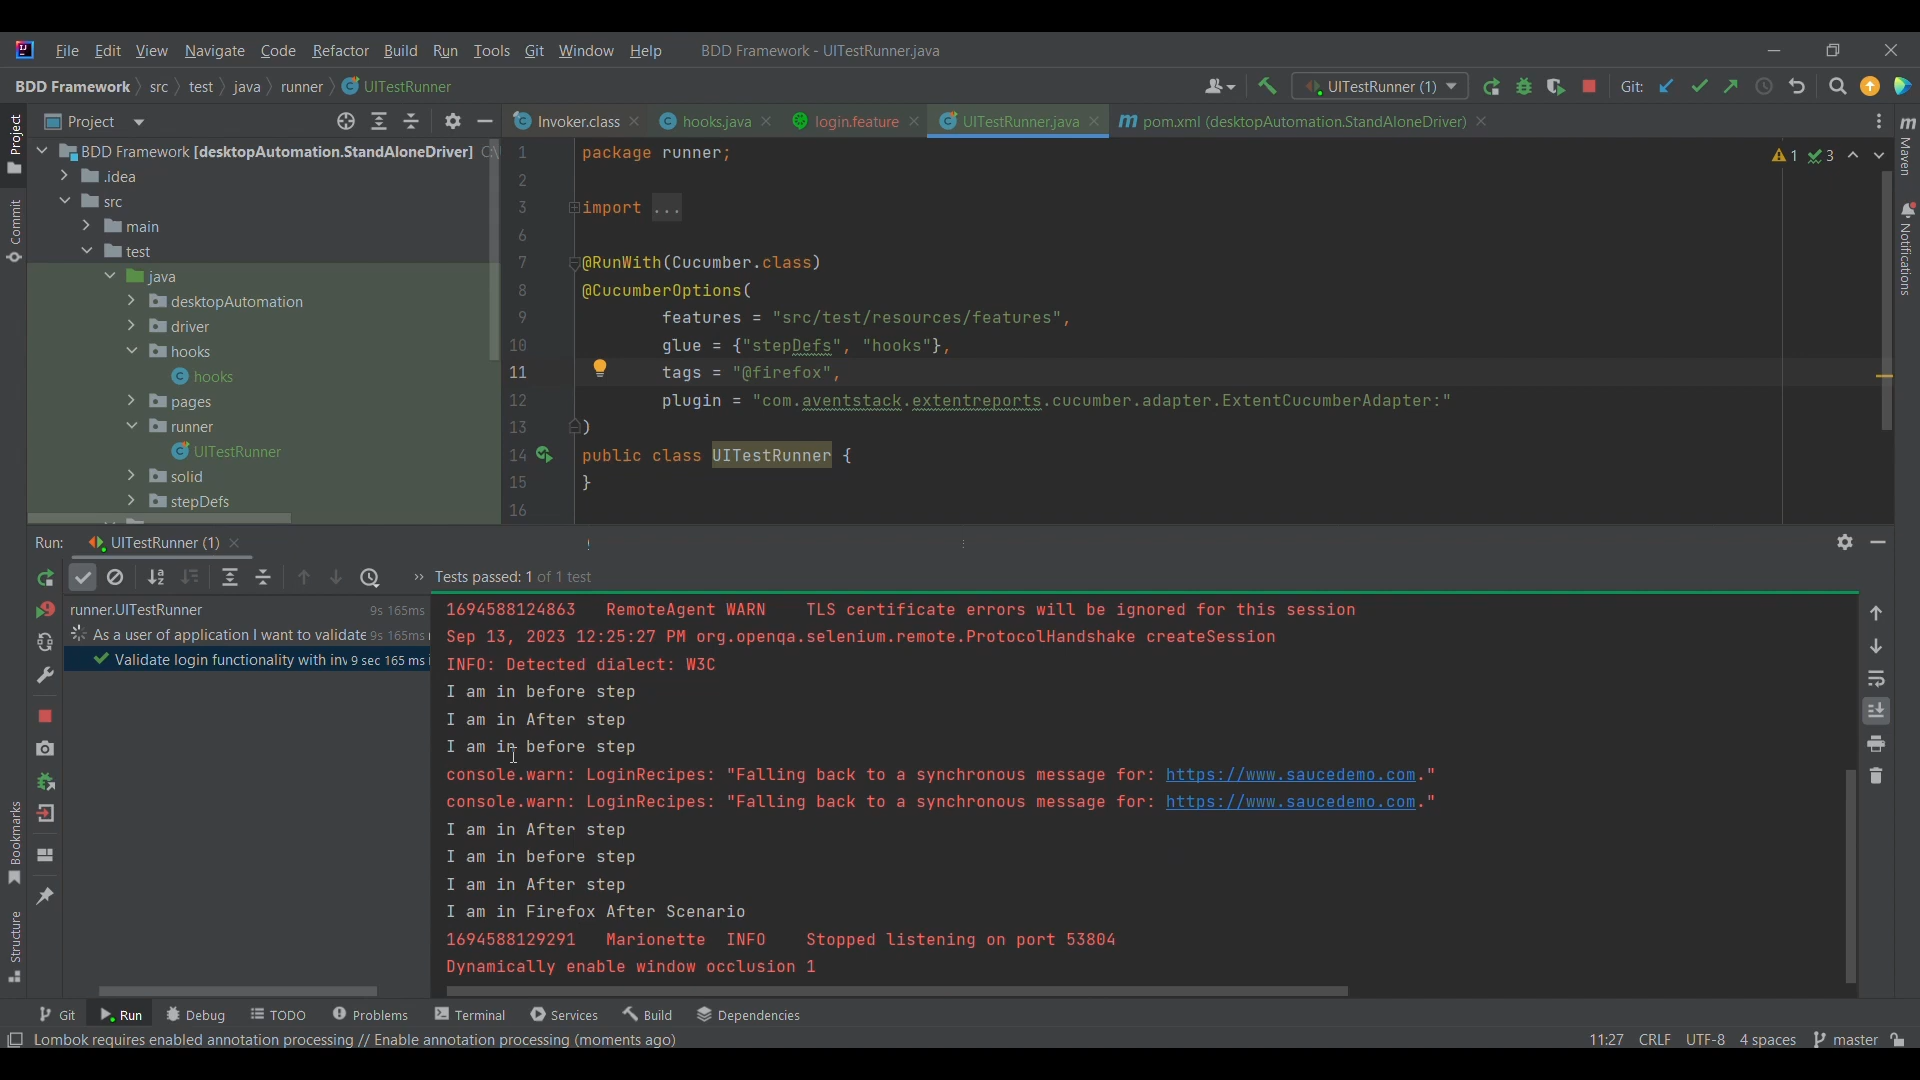 File Edit View Navigate Code Refactor Build Run Tools Git Window Help BDD Framework - UITestRunner.java
BDD Framework src test java runner UITestRunner UITestRunner (1) Git:
Project Invoker.class hooks.java login.feature UITestRunner.java pom.xml (desktopAutomation.StandAloneDriver)
Project
Commit
Bookmarks
Structure
Maven
Notifications
BDD Framework [desktopAutomation.StandAloneDriver]
.idea
src
main
test
java
desktopAutomation
driver
hooks
hooks
pages
runner
UITestRunner
solid
stepDefs
1 package runner;
2
3 import ...
6
7 @RunWith(Cucumber.class)
8 @CucumberOptions(
9 features = "src/test/resources/features",
10 glue = {"stepDefs", "hooks"},
11 tags = "@firefox",
12 plugin = "com.aventstack.extentreports.cucumber.adapter.ExtentCucumberAdapter:"
13 )
14 public class UITestRunner {
15 }
16
1 3
Run: UITestRunner (1)
Tests passed: 1 of 1 test
runner.UITestRunner 9s 165ms
As a user of application I want to validate 9s 165ms
Validate login functionality with inv 9 sec 165 ms
1694588124863 RemoteAgent WARN TLS certificate errors will be ignored for this session
Sep 13, 2023 12:25:27 PM org.openqa.selenium.remote.ProtocolHandshake createSession
INFO: Detected dialect: W3C
I am in before step
I am in After step
I am in before step
console.warn: LoginRecipes: "Falling back to a synchronous message for: https://www.saucedemo.com."
console.warn: LoginRecipes: "Falling back to a synchronous message for: https://www.saucedemo.com."
I am in After step
I am in before step
I am in After step
I am in Firefox After Scenario
1694588129291 Marionette INFO Stopped listening on port 53804
Dynamically enable window occlusion 1
Git Run Debug TODO Problems Terminal Services Build Dependencies
Lombok requires enabled annotation processing // Enable annotation processing (moments ago) 11:27 CRLF UTF-8 4 spaces master